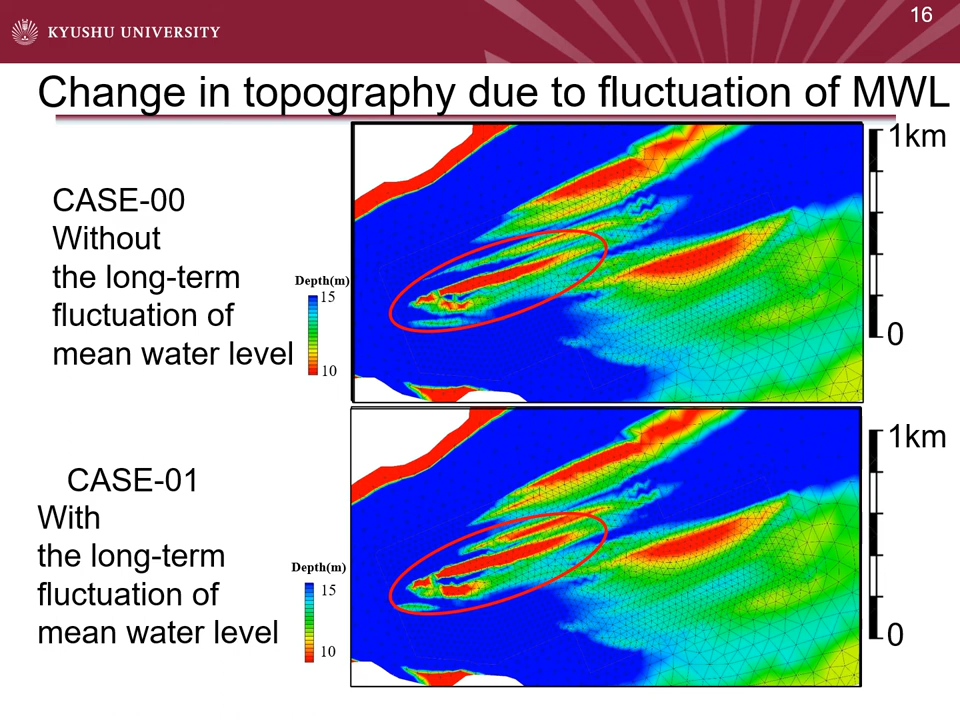 16
KYUSHU UNIVERSITY
Change in topography due to fluctuation of MWL
CASE-00
Without
the long-term
fluctuation of
mean water level
Depth(m)
15
10
1km
0
CASE-01
With
the long-term
fluctuation of
mean water level
Depth(m)
15
10
1km
0